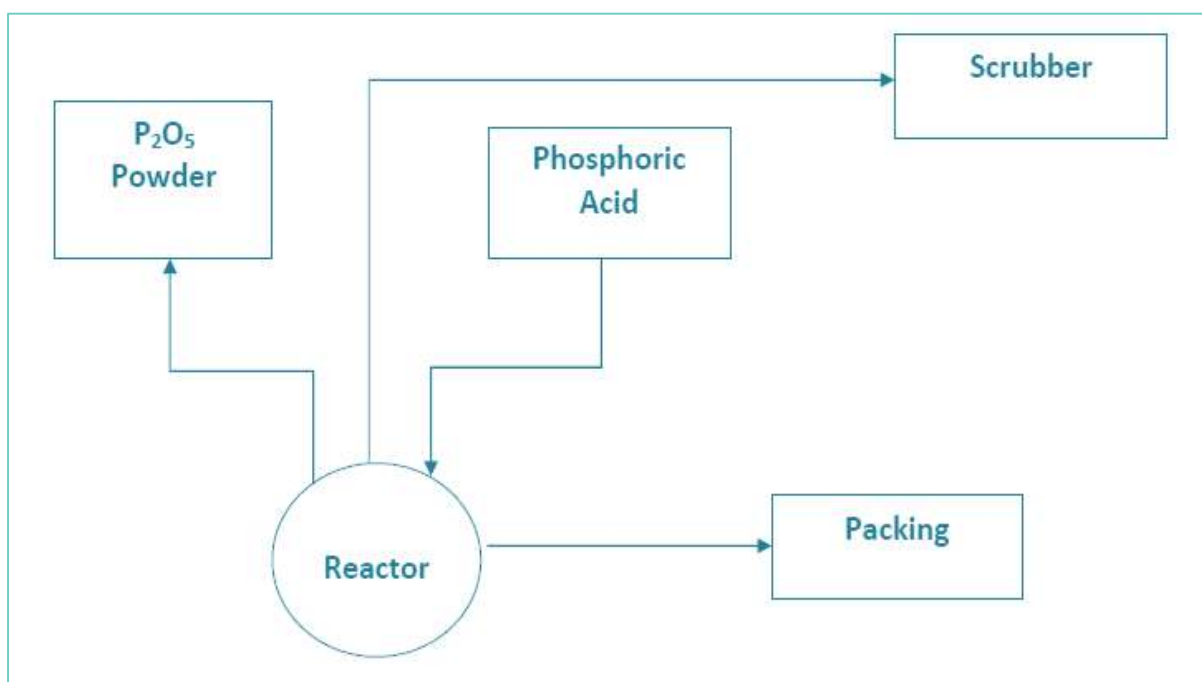 Scrubber
P₂O₅
Powder
Phosphoric
Acid
Packing
Reactor